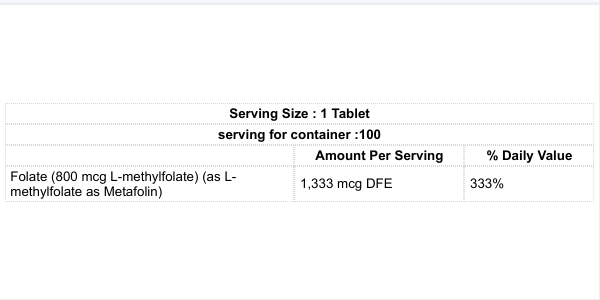 Serving Size : 1 Tablet
serving for container :100
Amount Per Serving % Daily Value
Folate (800 mcg L-methylfolate) (as L-
methylfolate as Metafolin) 1,333 mcg DFE 333%